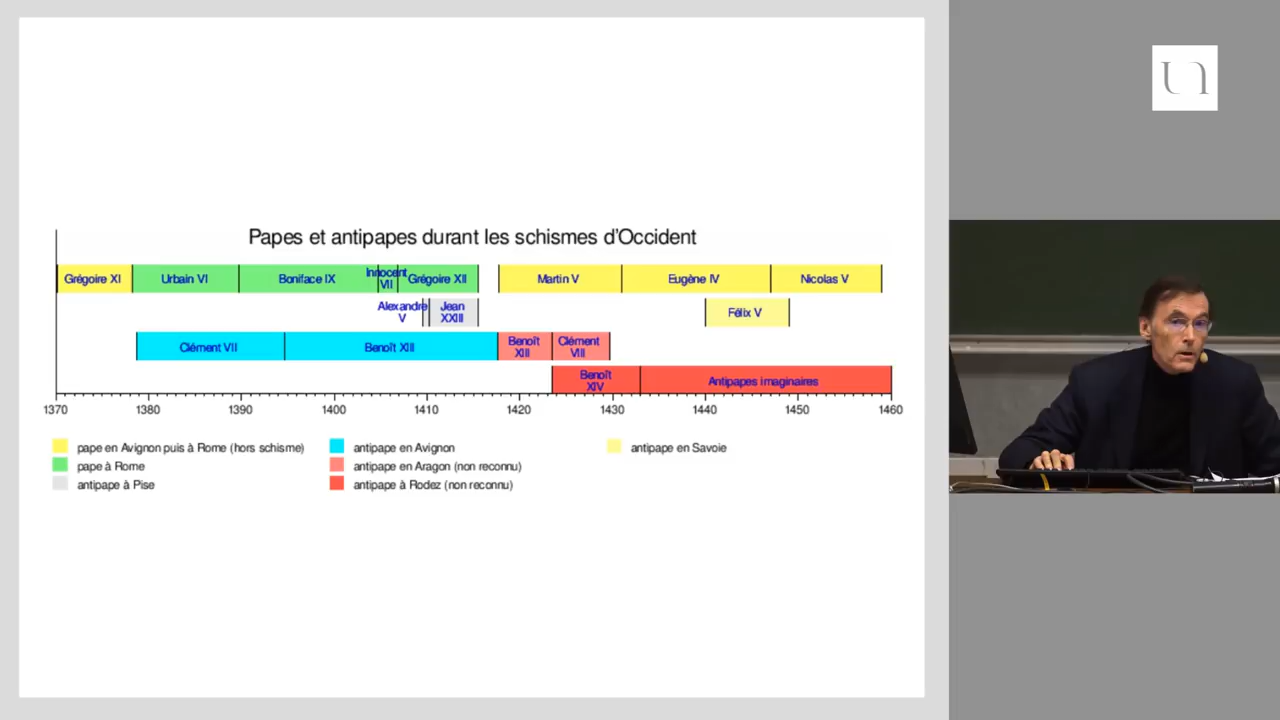 un
Papes et antipapes durant les schismes d'Occident
Grégoire XI
Urbain VI
Boniface IX
Innocent
VII
Grégoire XII
Martin V
Eugène IV
Nicolas V
Alexandre
V
Jean
XXIII
Félix V
Clément VII
Benoît XIII
Benoît
XIII
Clément
VIII
Benoît
XIV
Antipapes imaginaires
1370 1380 1390 1400 1410 1420 1430 1440 1450 1460
pape en Avignon puis à Rome (hors schisme)
pape à Rome
antipape à Pise
antipape en Avignon
antipape en Aragon (non reconnu)
antipape à Rodez (non reconnu)
antipape en Savoie